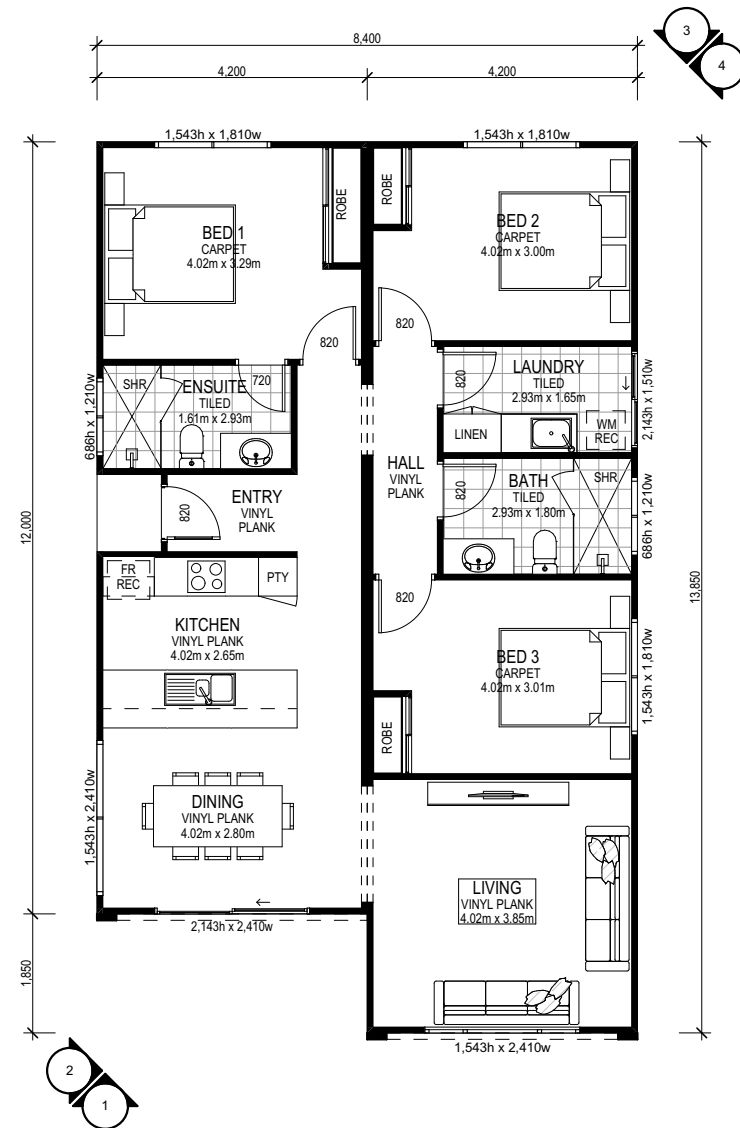 3
4
8,400
4,200
4,200
1,543h x 1,810w
1,543h x 1,810w
ROBE
ROBE
BED 1
CARPET
4.02m x 3.29m
BED 2
CARPET
4.02m x 3.00m
820
820
SHR
ENSUITE
TILED
1.61m x 2.93m
720
686h x 1,210w
820
LAUNDRY
TILED
2.93m x 1.65m
LINEN
WM
REC
2,143h x 1,510w
HALL
VINYL
PLANK
ENTRY
VINYL
PLANK
820
820
BATH
TILED
2.93m x 1.80m
SHR
686h x 1,210w
12,000
13,850
FR
REC
PTY
KITCHEN
VINYL PLANK
4.02m x 2.65m
820
BED 3
CARPET
4.02m x 3.01m
1,543h x 1,810w
ROBE
1,543h x 2,410w
DINING
VINYL PLANK
4.02m x 2.80m
LIVING
VINYL PLANK
4.02m x 3.85m
2,143h x 2,410w
1,850
1,543h x 2,410w
2
1